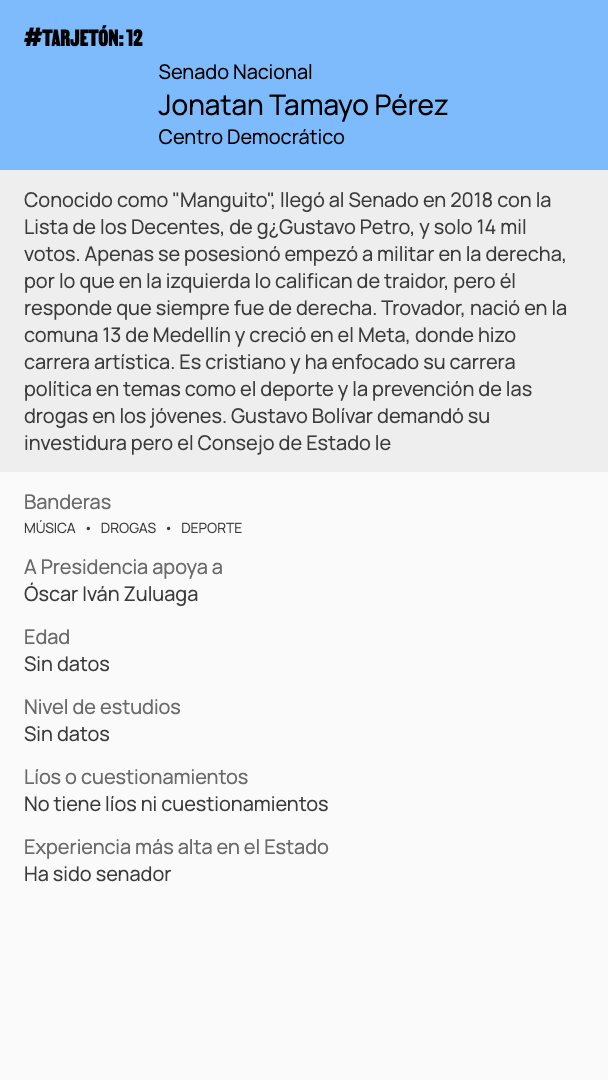 #TARJETÓN: 12
Senado Nacional
Jonatan Tamayo Pérez
Centro Democrático
Conocido como "Manguito", llegó al Senado en 2018 con la
Lista de los Decentes, de g¿Gustavo Petro, y solo 14 mil
votos. Apenas se posesionó empezó a militar en la derecha,
por lo que en la izquierda lo califican de traidor, pero él
responde que siempre fue de derecha. Trovador, nació en la
comuna 13 de Medellín y creció en el Meta, donde hizo
carrera artística. Es cristiano y ha enfocado su carrera
política en temas como el deporte y la prevención de las
drogas en los jóvenes. Gustavo Bolívar demandó su
investidura pero el Consejo de Estado le
Banderas
MÚSICA • DROGAS • DEPORTE
A Presidencia apoya a
Óscar Iván Zuluaga
Edad
Sin datos
Nivel de estudios
Sin datos
Líos o cuestionamientos
No tiene líos ni cuestionamientos
Experiencia más alta en el Estado
Ha sido senador